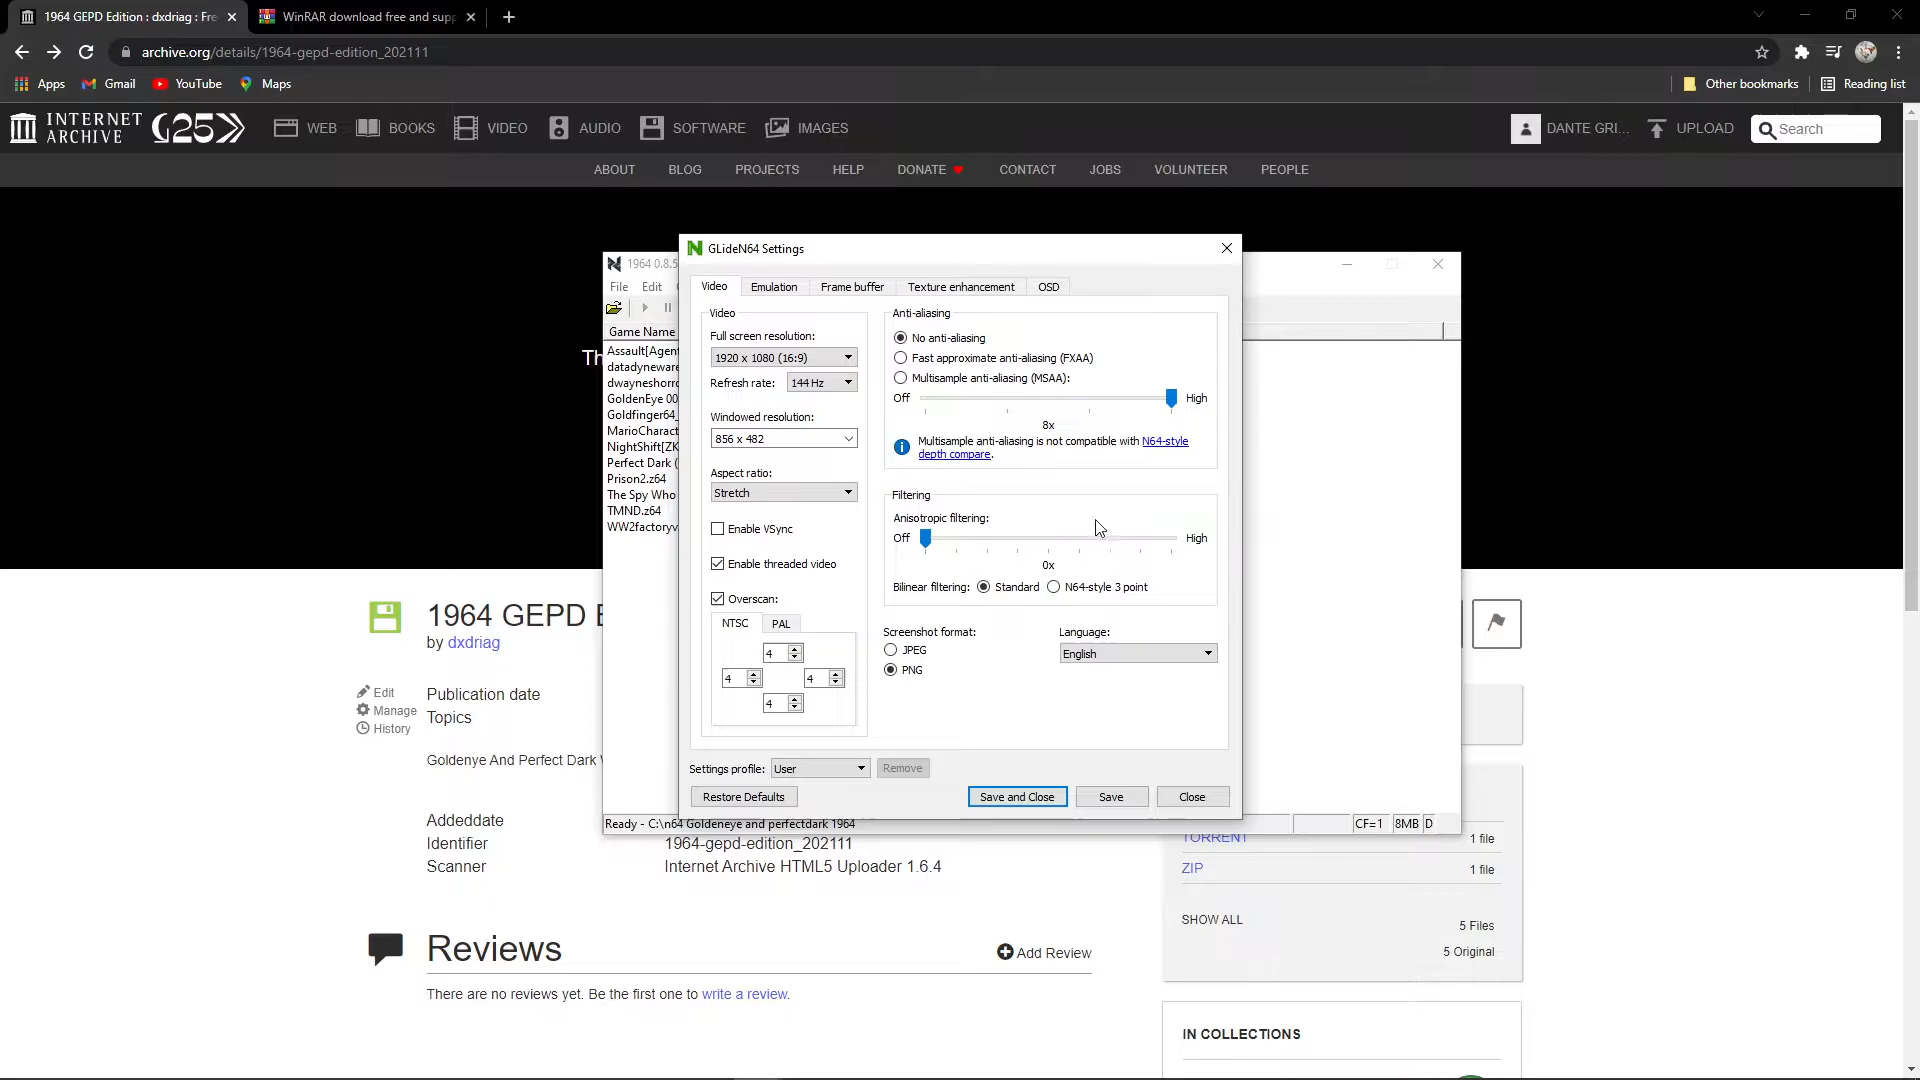 1964 GEPD Edition : dxdriag : Fre
WinRAR download free and supp
archive.org/details/1964-gepd-edition_202111
Apps
Gmail
YouTube
Maps
Other bookmarks
Reading list
INTERNET ARCHIVE
25
WEB
BOOKS
VIDEO
AUDIO
SOFTWARE
IMAGES
DANTE GRI...
UPLOAD
Search
ABOUT
BLOG
PROJECTS
HELP
DONATE
CONTACT
JOBS
VOLUNTEER
PEOPLE
Th
1964 0.8.5
File
Edit
Game Name
Assault[Agen
datadyneware
dwayneshorro
GoldenEye 00
Goldfinger64_
MarioCharact
NightShift[ZK
Perfect Dark (
Prison2.z64
The Spy Who
TMND.z64
WW2factoryv
Ready - C:\n64 Goldeneye and perfectdark 1964
CF=1
8MB
D
GLideN64 Settings
Video
Emulation
Frame buffer
Texture enhancement
OSD
Video
Full screen resolution:
1920 x 1080 (16:9)
Refresh rate:
144 Hz
Windowed resolution:
856 x 482
Aspect ratio:
Stretch
Enable VSync
Enable threaded video
Overscan:
NTSC
PAL
4
4
4
4
Anti-aliasing
No anti-aliasing
Fast approximate anti-aliasing (FXAA)
Multisample anti-aliasing (MSAA):
Off
High
8x
Multisample anti-aliasing is not compatible with N64-style
depth compare.
Filtering
Anisotropic filtering:
Off
High
0x
Bilinear filtering:
Standard
N64-style 3 point
Screenshot format:
JPEG
PNG
Language:
English
Settings profile:
User
Remove
Restore Defaults
Save and Close
Save
Close
1964 GEPD E
by dxdriag
Edit
Manage
History
Publication date
Topics
Goldenye And Perfect Dark
Addeddate
Identifier
1964-gepd-edition_202111
Scanner
Internet Archive HTML5 Uploader 1.6.4
Reviews
Add Review
There are no reviews yet. Be the first one to write a review.
TORRENT
1 file
ZIP
1 file
SHOW ALL
5 Files
5 Original
IN COLLECTIONS